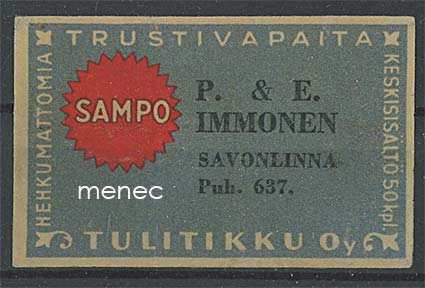 TRUSTIVAPAITA
HEHKUMATTOMIA
SAMPO
P. & E.
IMMONEN
SAVONLINNA
Puh. 637.
KESKISISÄLTÖ 50 kpl.
TULITIKKU Oy
menec